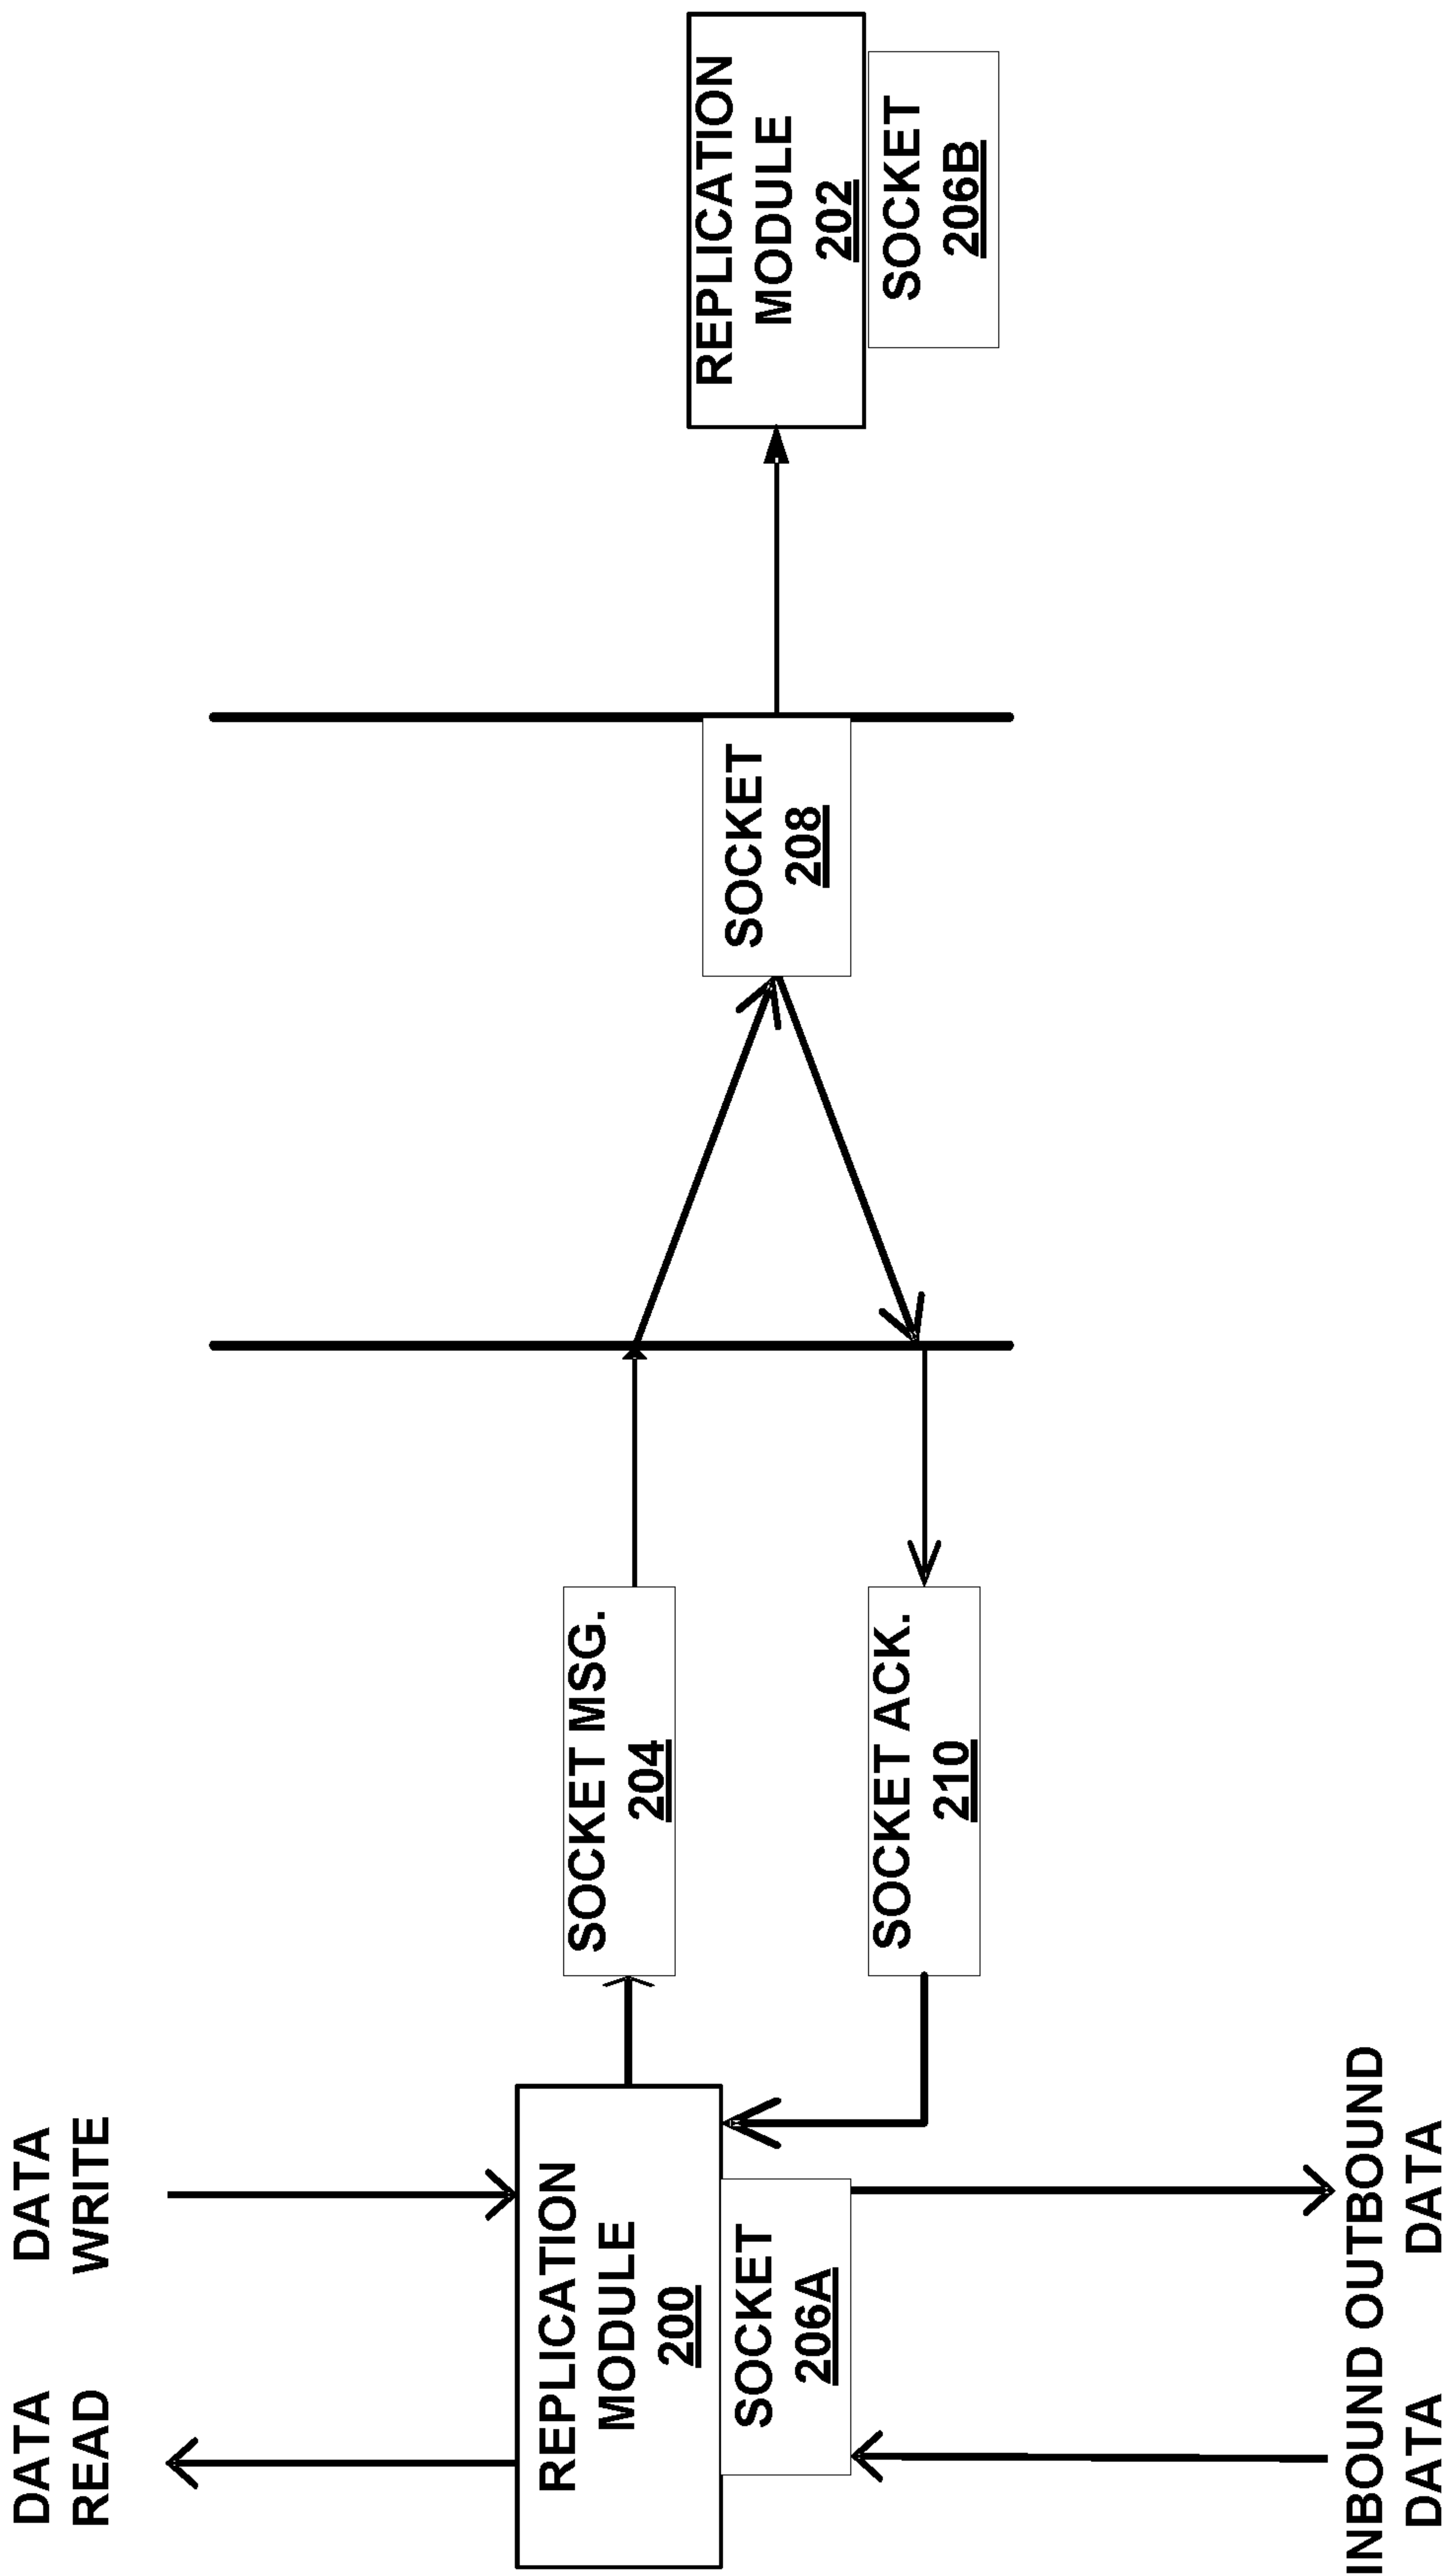 DATA
READ
DATA
WRITE
REPLICATION
MODULE
200
SOCKET
206A
INBOUND
DATA
OUTBOUND
DATA
SOCKET MSG.
204
SOCKET ACK.
210
SOCKET
208
REPLICATION
MODULE
202
SOCKET
206B